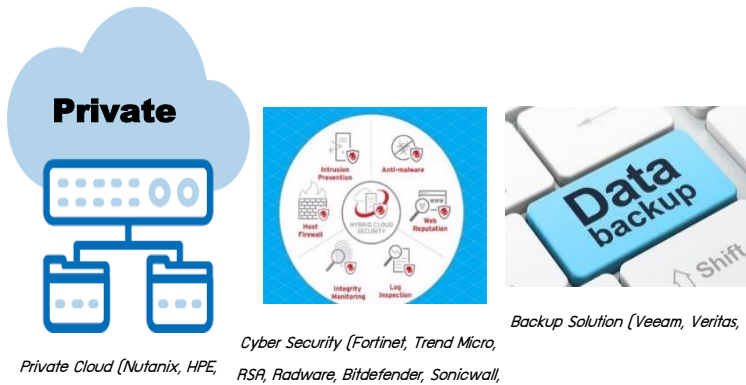 Private
Intrusion
Prevention
Anti-malware
Host
Firewall
HYBRID CLOUD
SECURITY
WWW
Web
Reputation
Integrity
Monitoring
Log
Inspection
Data
backup
Shift
Private Cloud (Nutanix, HPE,
Cyber Security (Fortinet, Trend Micro,
RSA, Radware, Bitdefender, Sonicwall,
Backup Solution (Veeam, Veritas,